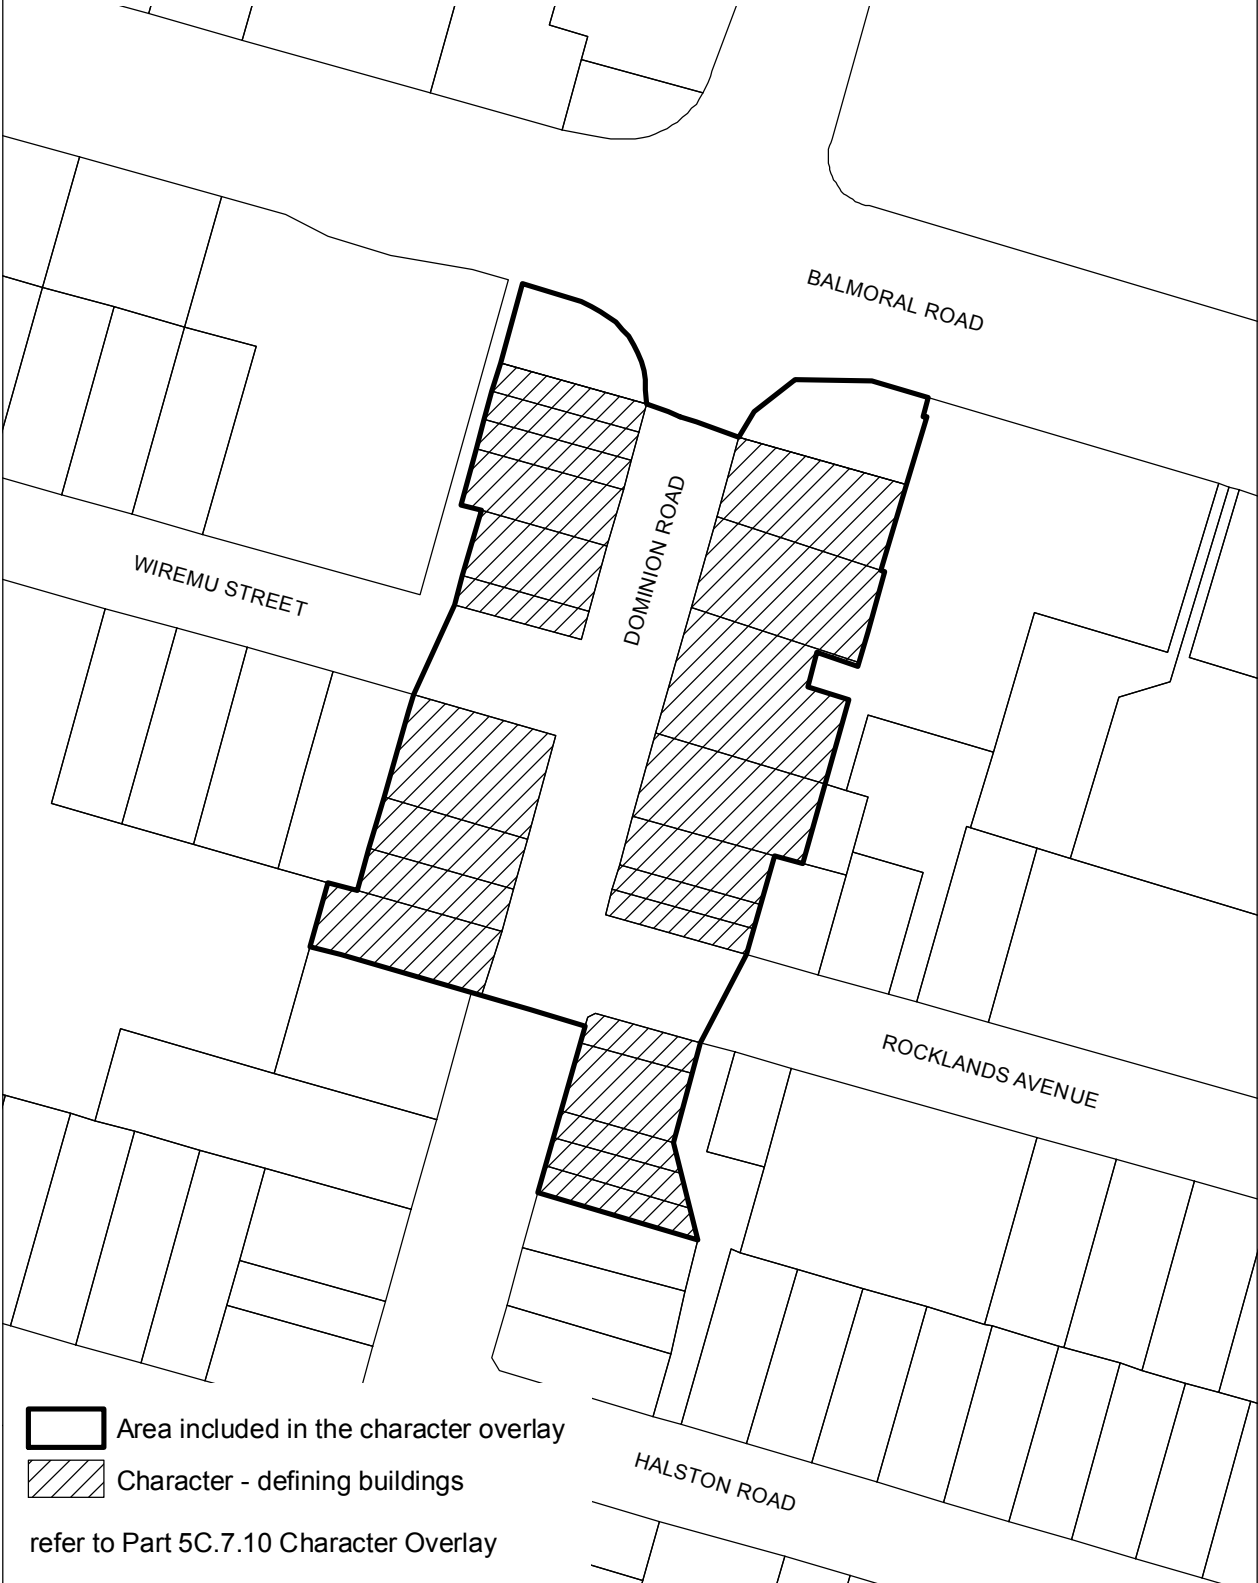 BALMORAL ROAD
DOMINION ROAD
WIREMU STREET
ROCKLANDS AVENUE
Area included in the character overlay
Character - defining buildings
HALSTON ROAD
refer to Part 5C.7.10 Character Overlay